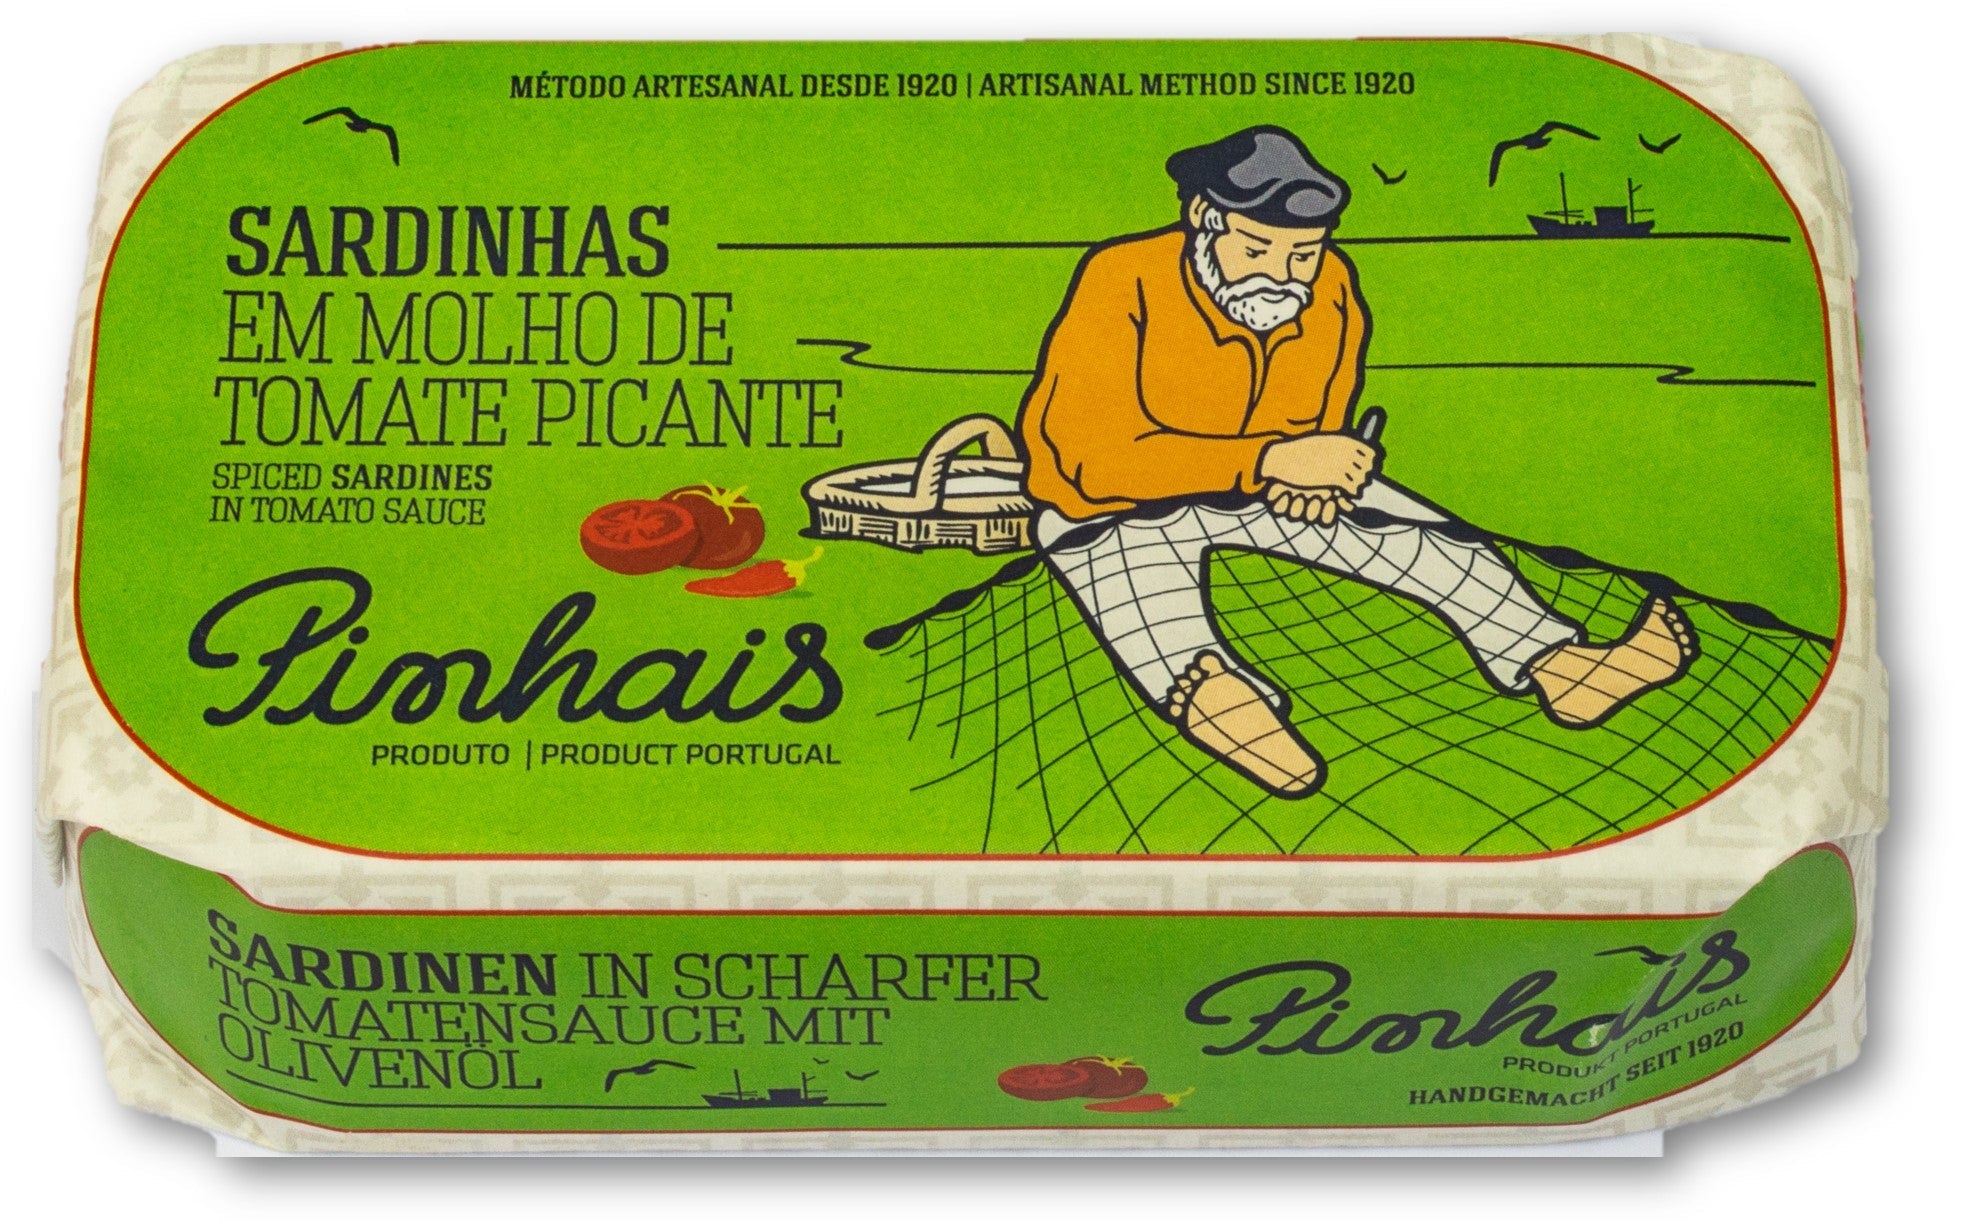 MÉTODO ARTESANAL DESDE 1920 | ARTISANAL METHOD SINCE 1920
SARDINHAS
EM MOLHO DE
TOMATE PICANTE
SPICED SARDINES
IN TOMATO SAUCE
Pinhais
PRODUTO | PRODUCT PORTUGAL
SARDINEN IN SCHARFER
TOMATENSAUCE MIT
OLIVENÖL
Pinhais
PRODUKT PORTUGAL
HANDGEMACHT SEIT 1920